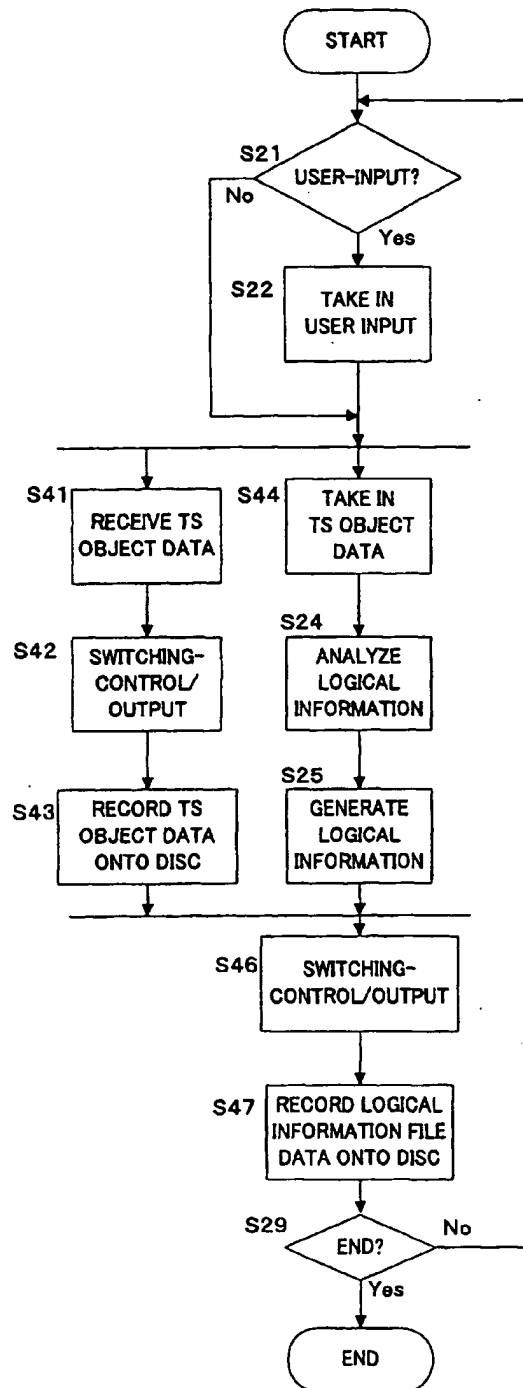 START
S21
USER-INPUT?
No
Yes
S22
TAKE IN
USER INPUT
S41
RECEIVE TS
OBJECT DATA
S44
TAKE IN
TS OBJECT
DATA
S42
SWITCHING-
CONTROL/
OUTPUT
S24
ANALYZE
LOGICAL
INFORMATION
S43
RECORD TS
OBJECT DATA
ONTO DISC
S25
GENERATE
LOGICAL
INFORMATION
S46
SWITCHING-
CONTROL/OUTPUT
S47
RECORD LOGICAL
INFORMATION FILE
DATA ONTO DISC
S29
END?
No
Yes
END